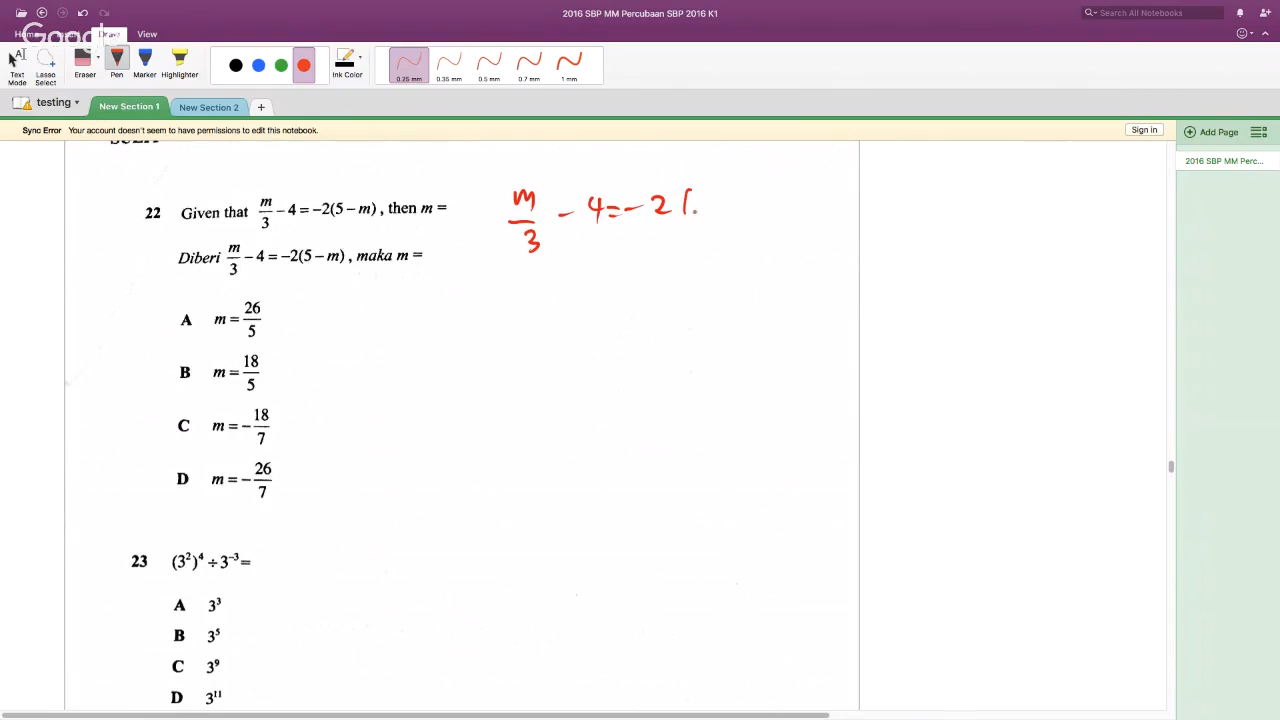 2016 SBP MM Percubaan SBP 2016 K1
Search All Notebooks
Google
Home Insert Draw View
Text Mode
Lasso Select
Eraser
Pen
Marker
Highlighter
Ink Color
0.25 mm
0.35 mm
0.5 mm
0.7 mm
1 mm
testing
New Section 1
New Section 2
+
Sync Error Your account doesn't seem to have permissions to edit this notebook.
Sign in
Add Page
2016 SBP MM Perc...
22 Given that m/3 − 4 = −2(5 − m), then m =
Diberi m/3 − 4 = −2(5 − m), maka m =
A m = 26/5
B m = 18/5
C m = −18/7
D m = −26/7
m/3 − 4 = −2(
23 (3²)⁴ ÷ 3⁻³ =
A 3³
B 3⁵
C 3⁹
D 3¹¹